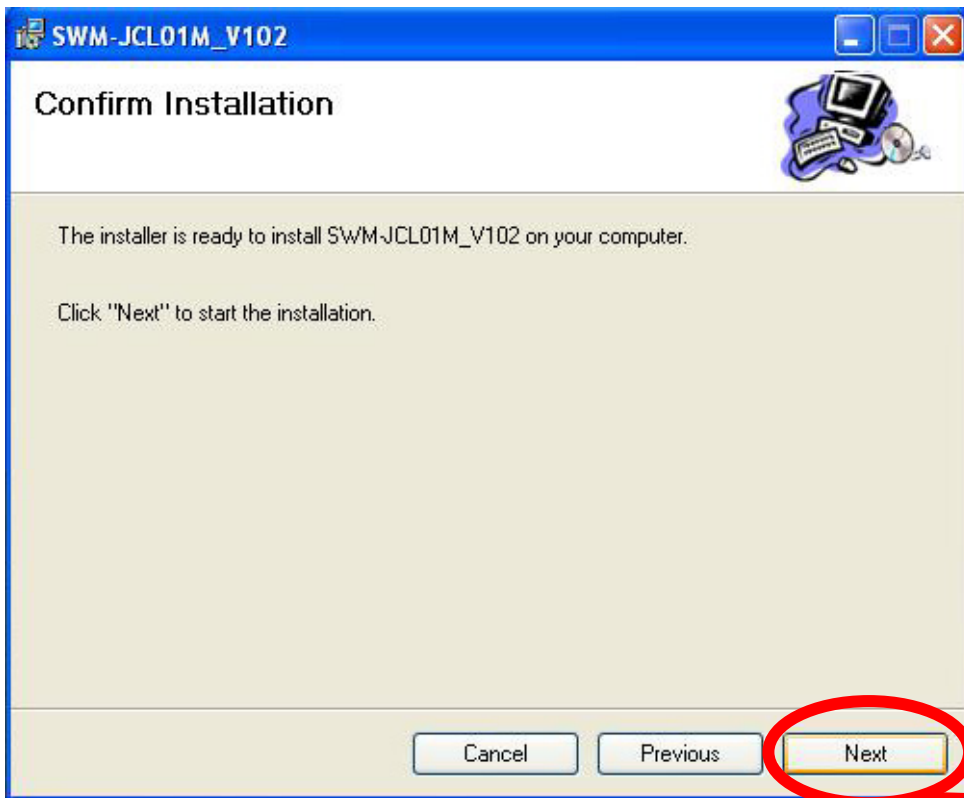 SWM-JCL01M_V102
Confirm Installation
The installer is ready to install SWM-JCL01M_V102 on your computer.
Click "Next" to start the installation.
Cancel
Previous
Next